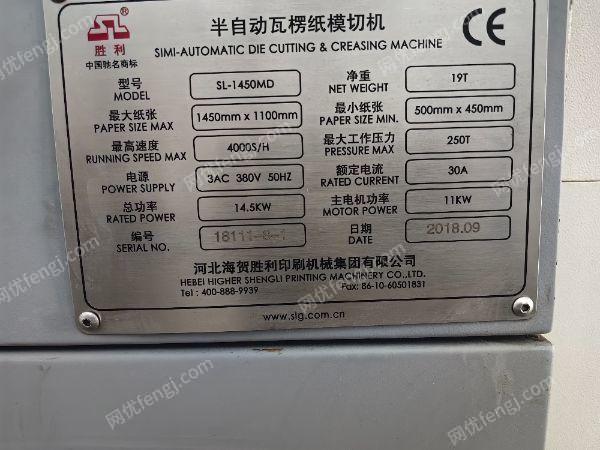 SL
胜利
中国驰名商标
半自动瓦楞纸模切机
SIMI-AUTOMATIC DIE CUTTING & CREASING MACHINE
CE
型号 MODEL SL-1450MD
净重 NET WEIGHT 19T
最大纸张 PAPER SIZE MAX 1450mm x 1100mm
最小纸张 PAPER SIZE MIN. 500mm x 450mm
最高速度 RUNNING SPEED MAX 4000S/H
最大工作压力 PRESSURE MAX 250T
电源 POWER SUPPLY 3AC 380V 50HZ
额定电流 RATED CURRENT 30A
总功率 RATED POWER 14.5KW
主电机功率 MOTOR POWER 11KW
编号 SERIAL NO. 18111-8-1
日期 DATE 2018.09
河北海贺胜利印刷机械集团有限公司
HEBEI HIGHER SHENGLI PRINTING MACHINERY CO.,LTD.
Tel : 400-888-9939 Fax: 86-10-60501831
www.slg.com.cn
网优fengj.com
网优fengj.com
网优fengj.com
网优fengj.com